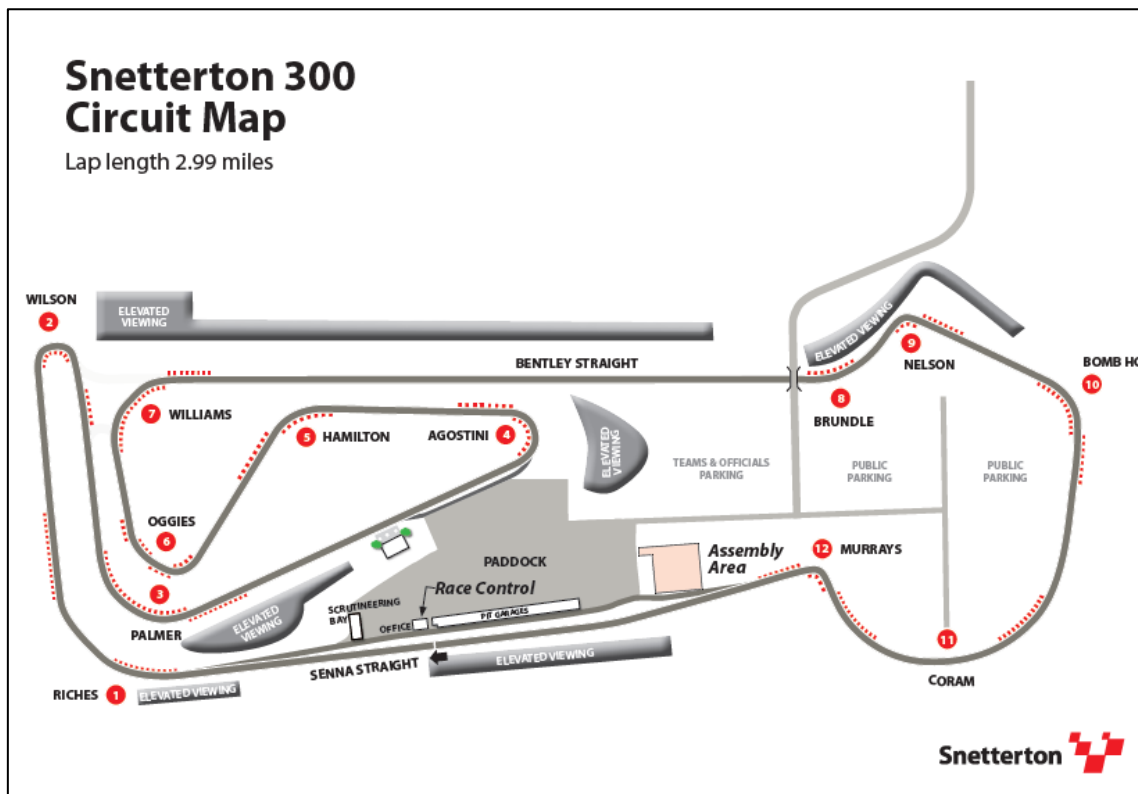 Snetterton 300
Circuit Map
Lap length 2.99 miles
WILSON
2
ELEVATED
VIEWING
ELEVATED VIEWING
9
NELSON
BENTLEY STRAIGHT
BOMB HO
10
7 WILLIAMS
8
BRUNDLE
5 HAMILTON
AGOSTINI 4
ELEVATED
VIEWING
TEAMS & OFFICIALS
PARKING
PUBLIC
PARKING
PUBLIC
PARKING
OGGIES
6
12 MURRAYS
Assembly
Area
PADDOCK
3
PALMER
Race Control
ELEVATED
VIEWING
SCRUTINEERING
BAY
OFFICE
PIT GARAGES
SENNA STRAIGHT
ELEVATED VIEWING
11
CORAM
RICHES 1
ELEVATED VIEWING
Snetterton